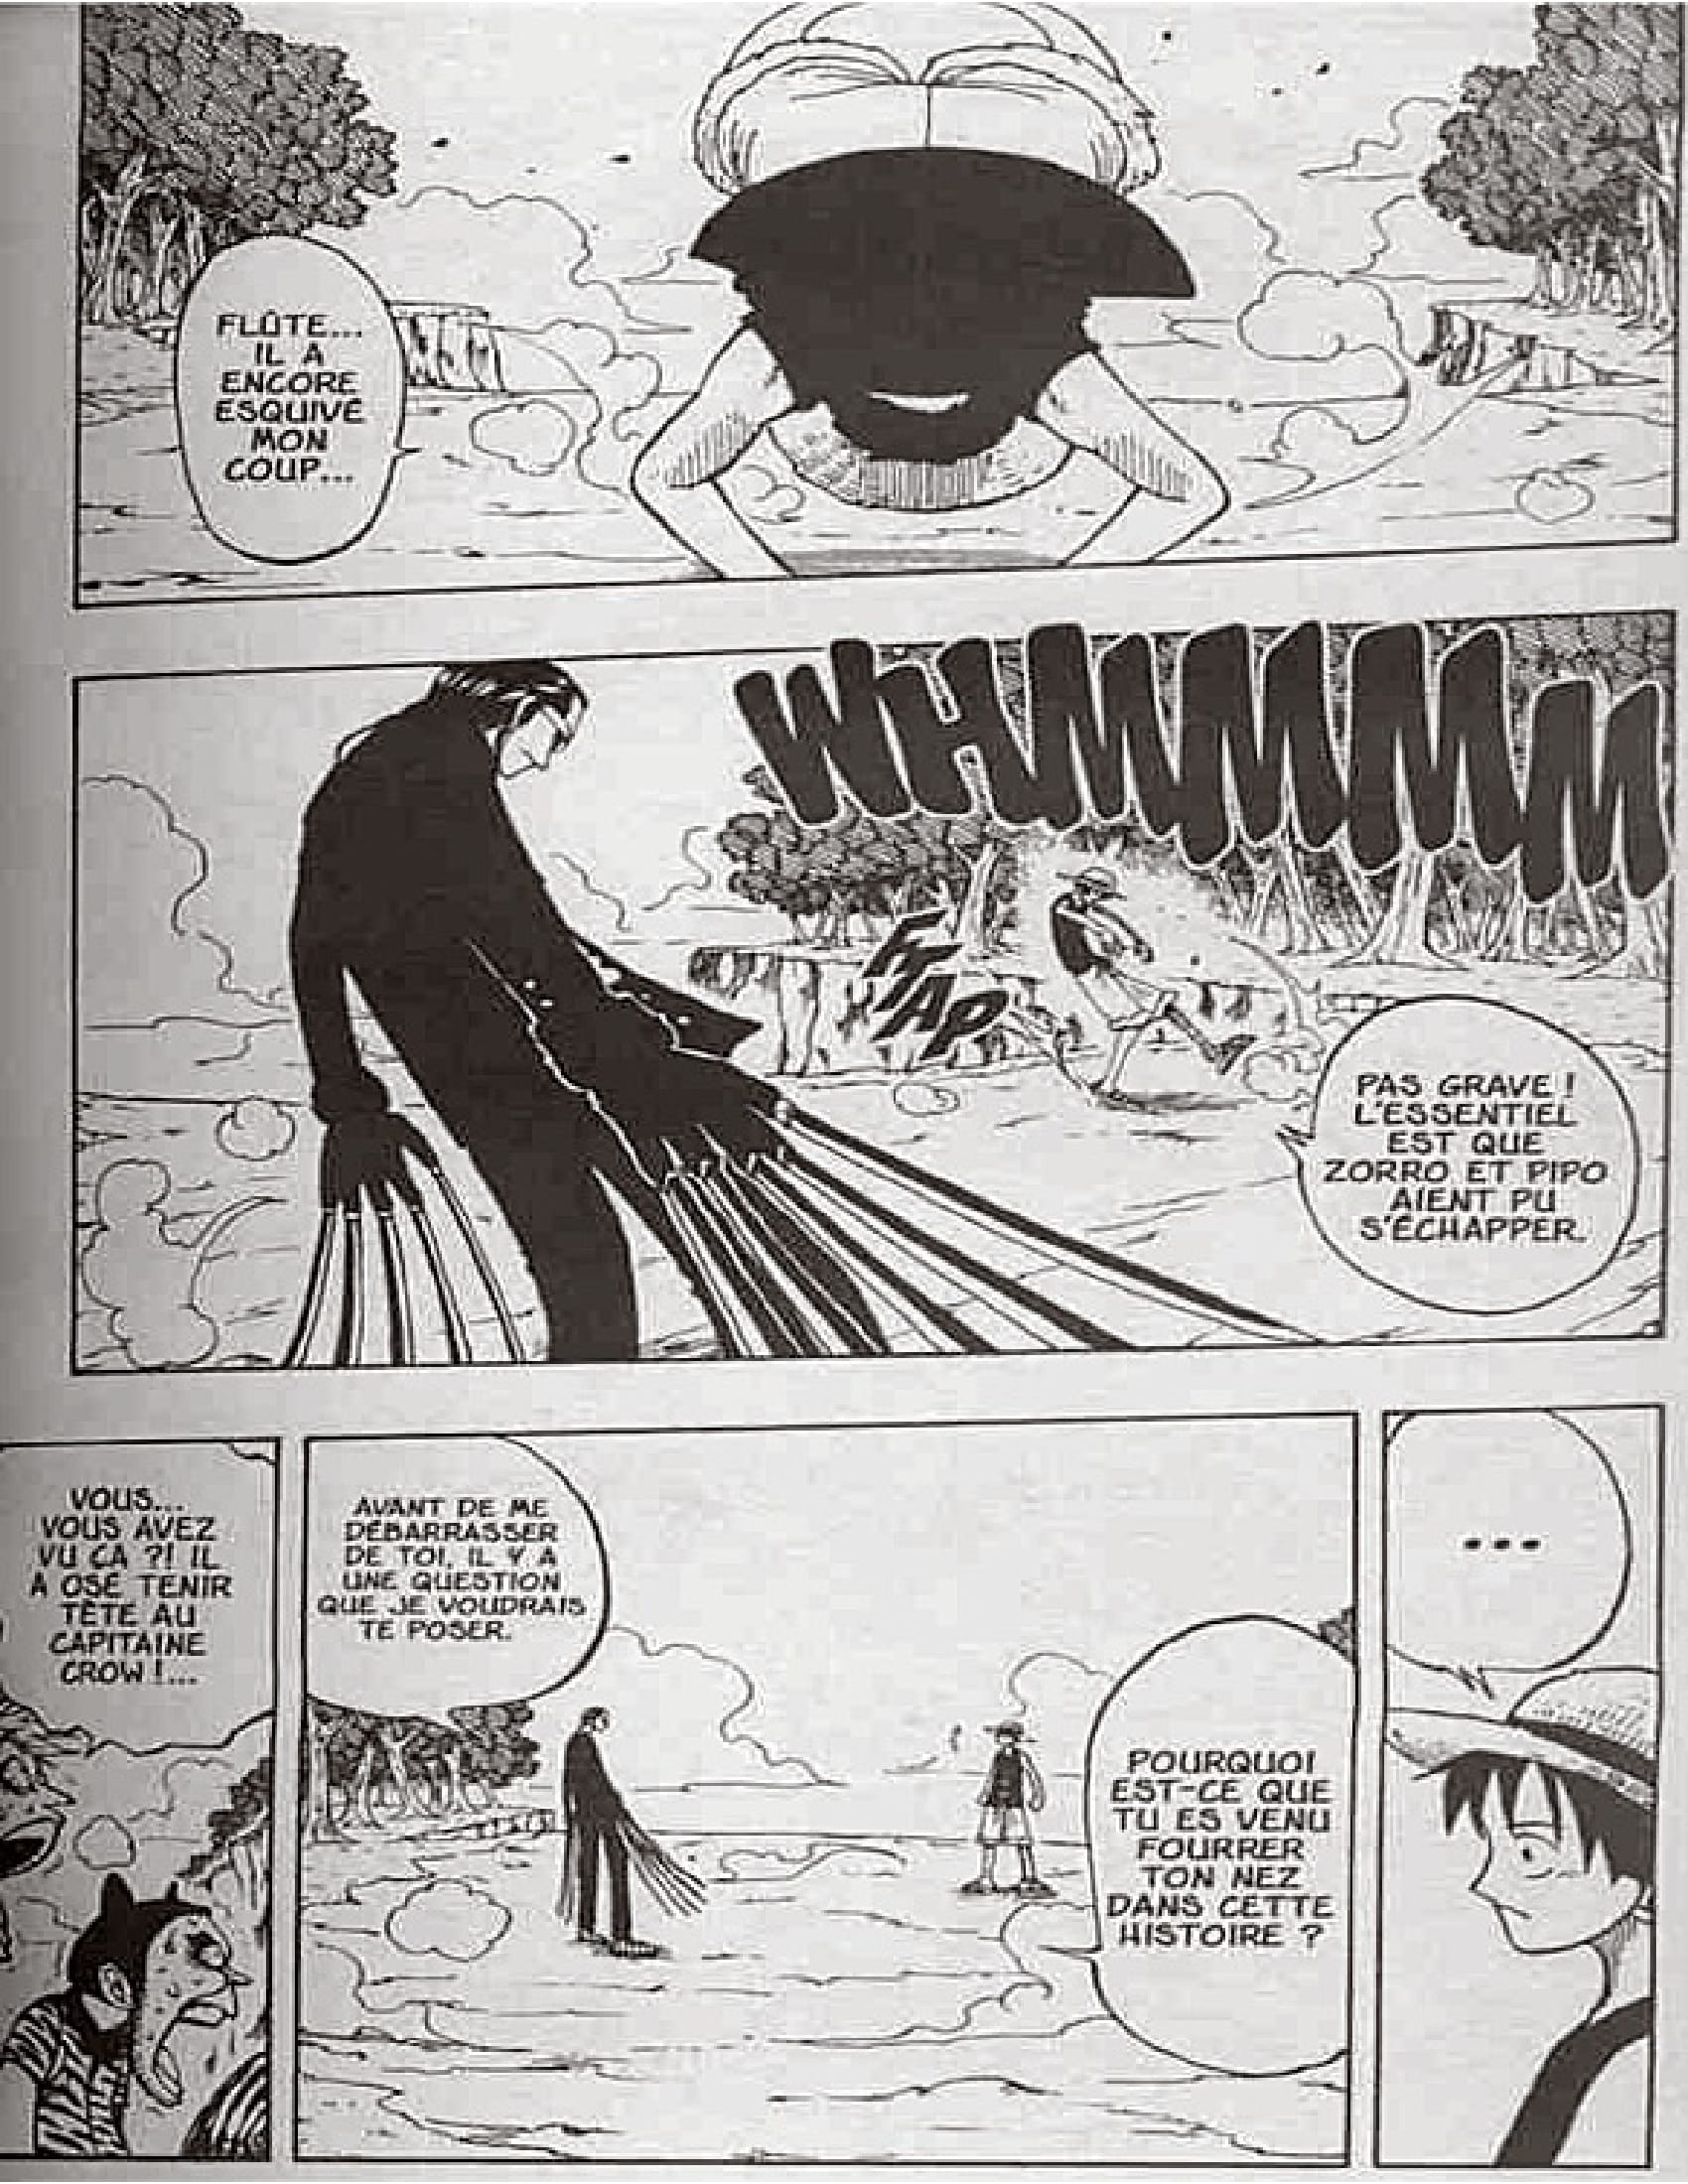 FLÛTE...
IL A
ENCORE
ESQUIVÉ
MON
COUP...
WHMMMMM
FTAP
PAS GRAVE !
L'ESSENTIEL
EST QUE
ZORRO ET PIPO
AIENT PU
S'ÉCHAPPER.
VOUS...
VOUS AVEZ
VU ÇA ?! IL
A OSÉ TENIR
TÊTE AU
CAPITAINE
CROW !...
AVANT DE ME
DÉBARRASSER
DE TOI, IL Y A
UNE QUESTION
QUE JE VOUDRAIS
TE POSER.
POURQUOI
EST-CE QUE
TU ES VENU
FOURRER
TON NEZ
DANS CETTE
HISTOIRE ?
...